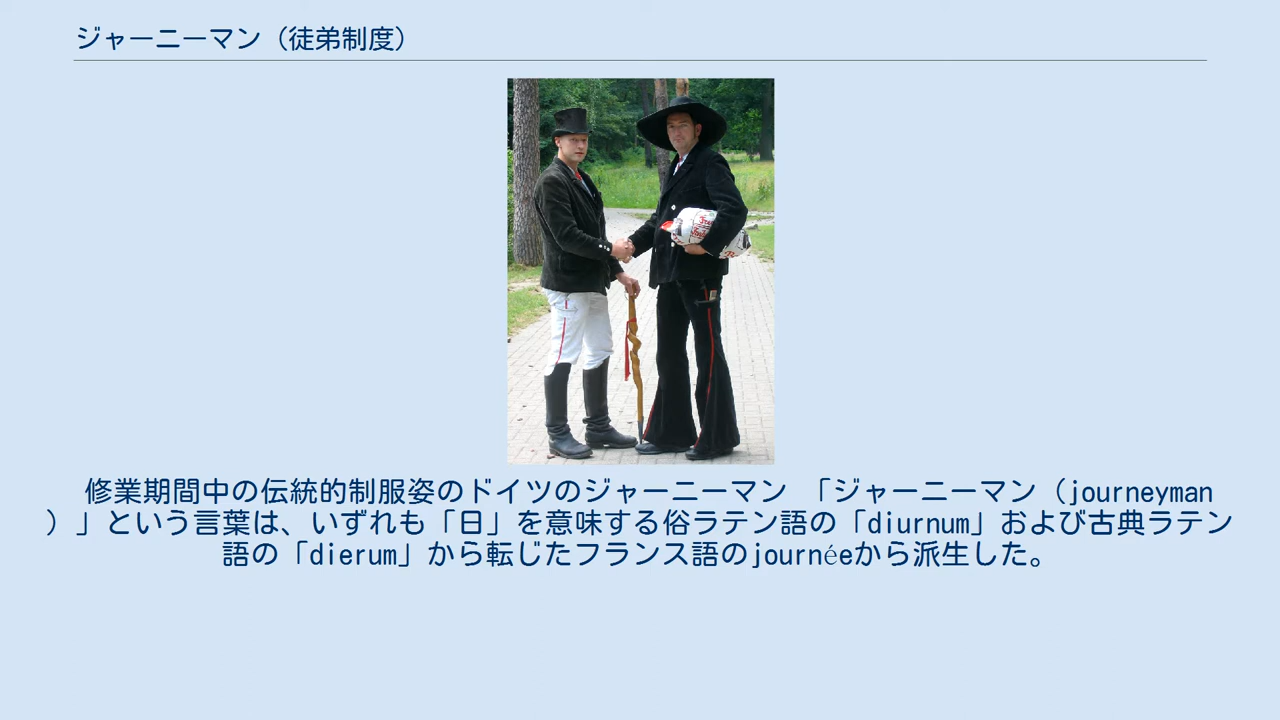 ジャーニーマン（徒弟制度）
修業期間中の伝統的制服姿のドイツのジャーニーマン 「ジャーニーマン（journeyman
）」という言葉は、いずれも「日」を意味する俗ラテン語の「diurnum」および古典ラテン
語の「dierum」から転じたフランス語のjournéeから派生した。